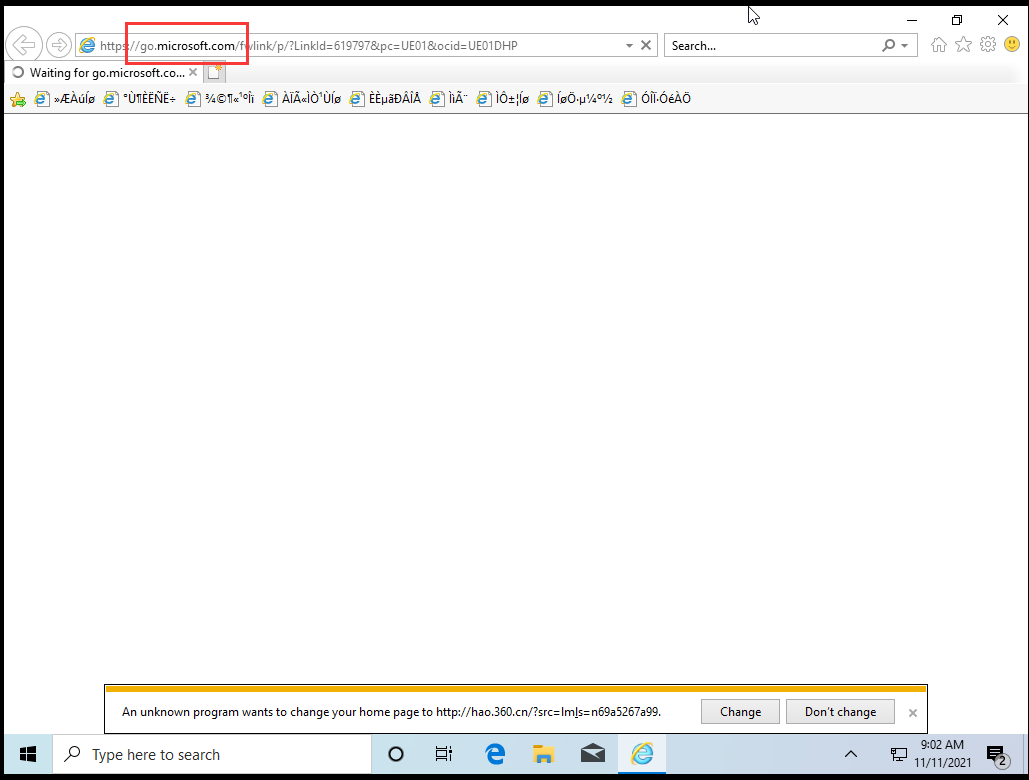 https://go.microsoft.com/fwlink/p/?LinkId=619797&pc=UE01&ocid=UE01DHP
Search...
Waiting for go.microsoft.co...
»ÆÀúÍø °Ù¶ÈËÑË÷ ¾©¶«¹ºÎï ÀÏÃ«ÌÒ¹ÙÍø ÈÈµãÐÂÎÅ ÌìÃ¨ ÌÔ±¦Íø ÍøÖ·µ¼º½ ÓÎÏ·ÓéÀÖ
An unknown program wants to change your home page to http://hao.360.cn/?src=lm&ls=n69a5267a99.
Change
Don't change
Type here to search
9:02 AM
11/11/2021
2